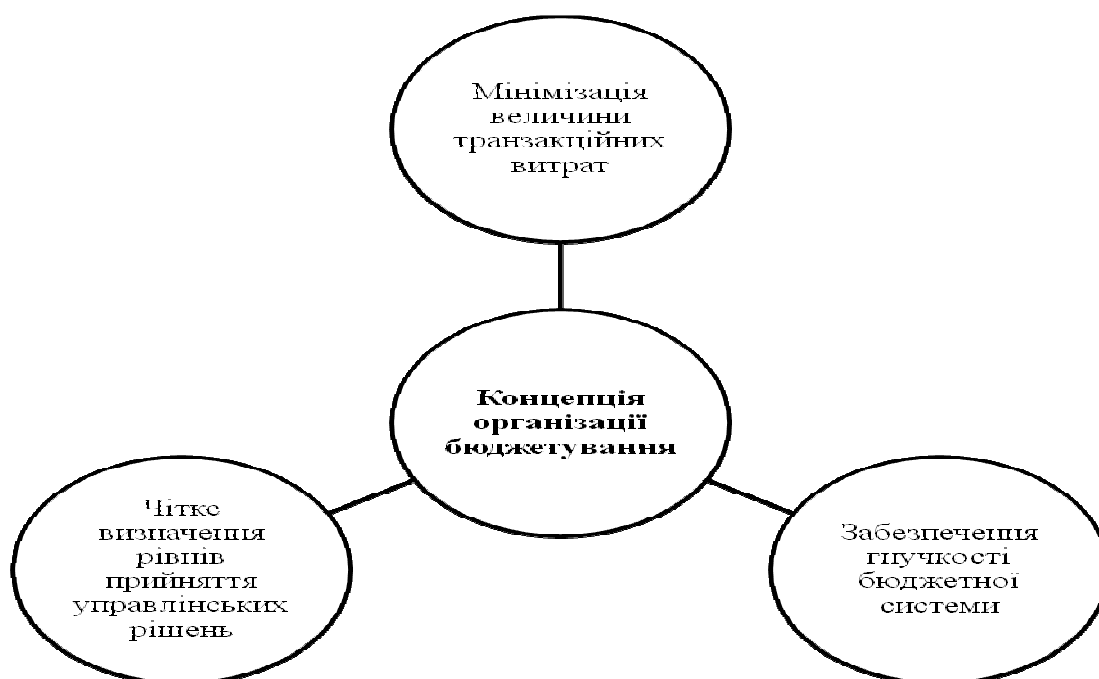 Мінімізація
величини
транзакційних
витрат
Концепція
організації
бюджетування
Чітке
визначення
рівнів
прийняття
управлінських
рішень
Забезпечення
гнучкості
бюджетної
системи